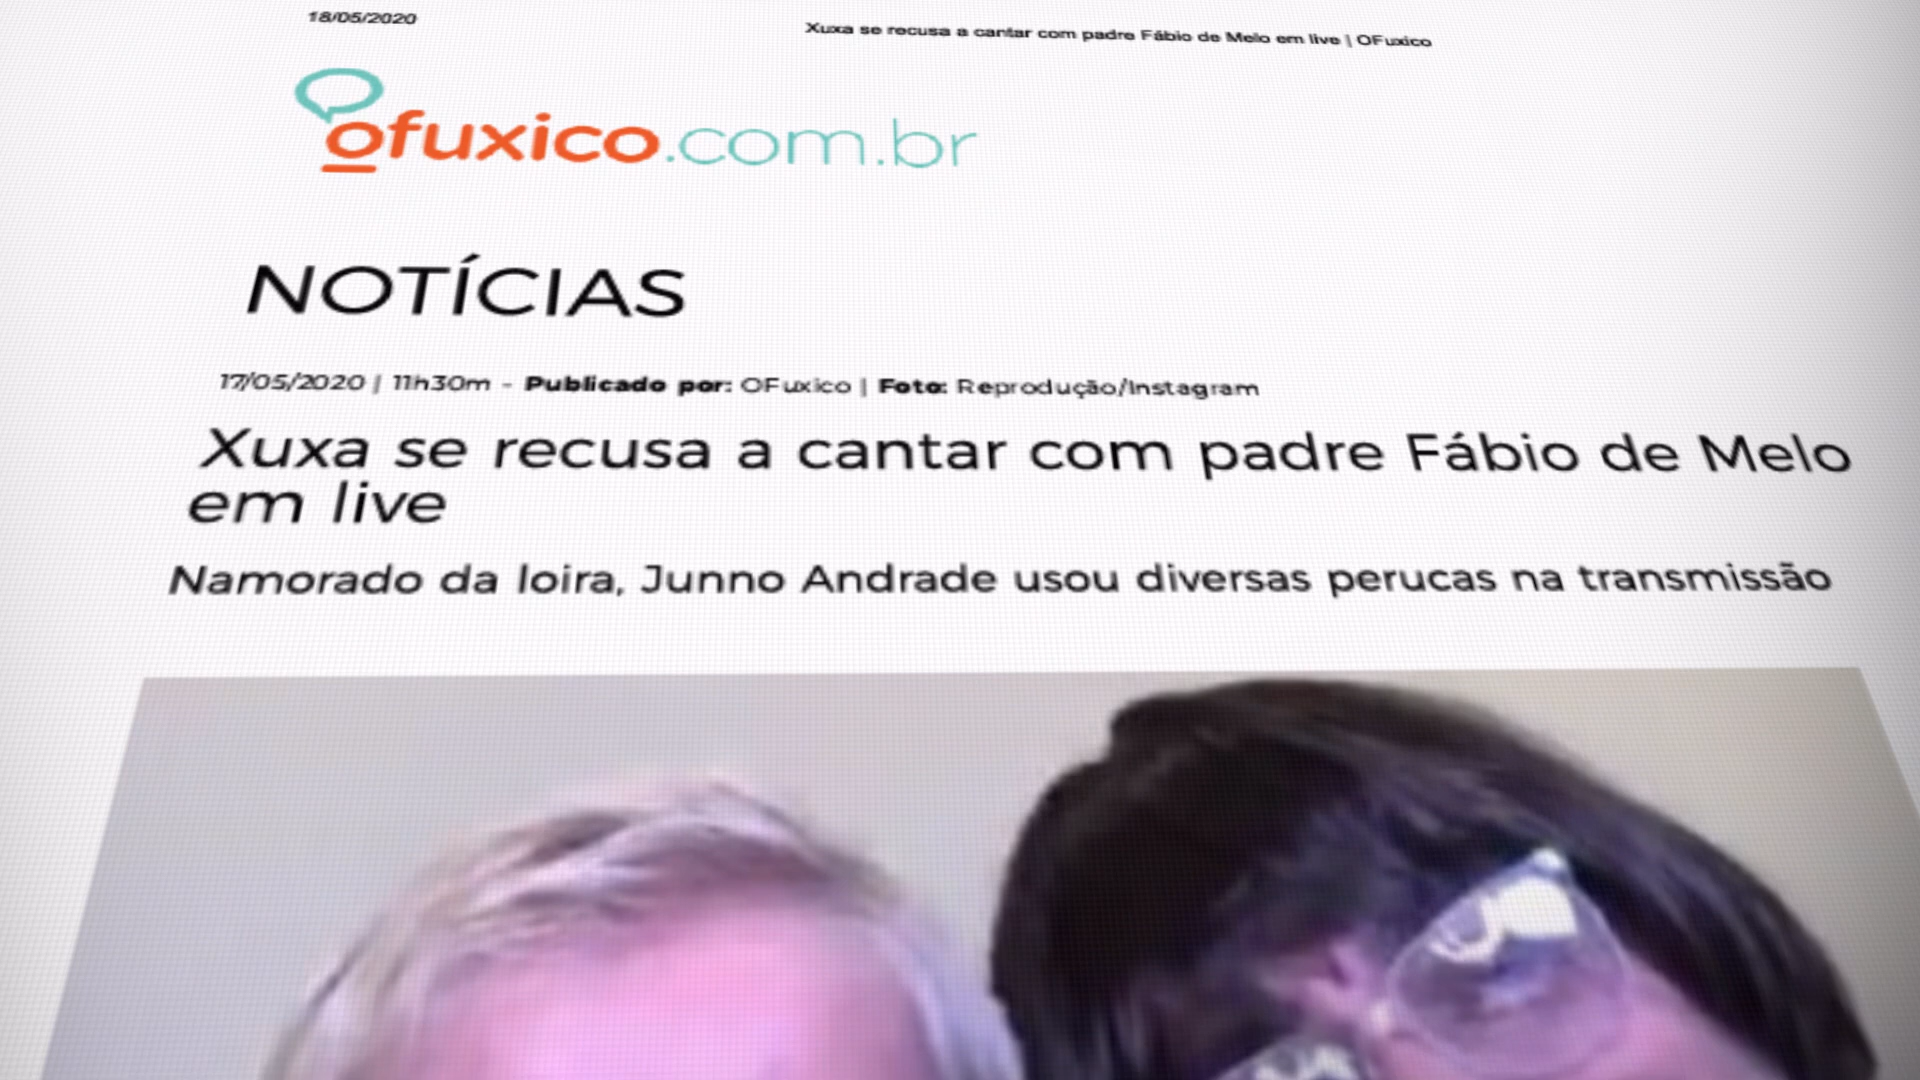 18/05/2020
Xuxa se recusa a cantar com padre Fábio de Melo em live | OFuxico
ofuxico.com.br
NOTÍCIAS
17/05/2020 | 11h30m - Publicado por: OFuxico | Foto: Reprodução/Instagram
Xuxa se recusa a cantar com padre Fábio de Melo
em live
Namorado da loira, Junno Andrade usou diversas perucas na transmissão